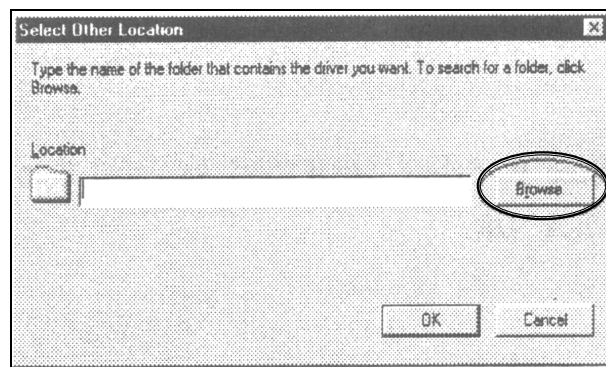 Select Other Location
Type the name of the folder that contains the driver you want. To search for a folder, click
Browse.
Location
Browse
OK
Cancel